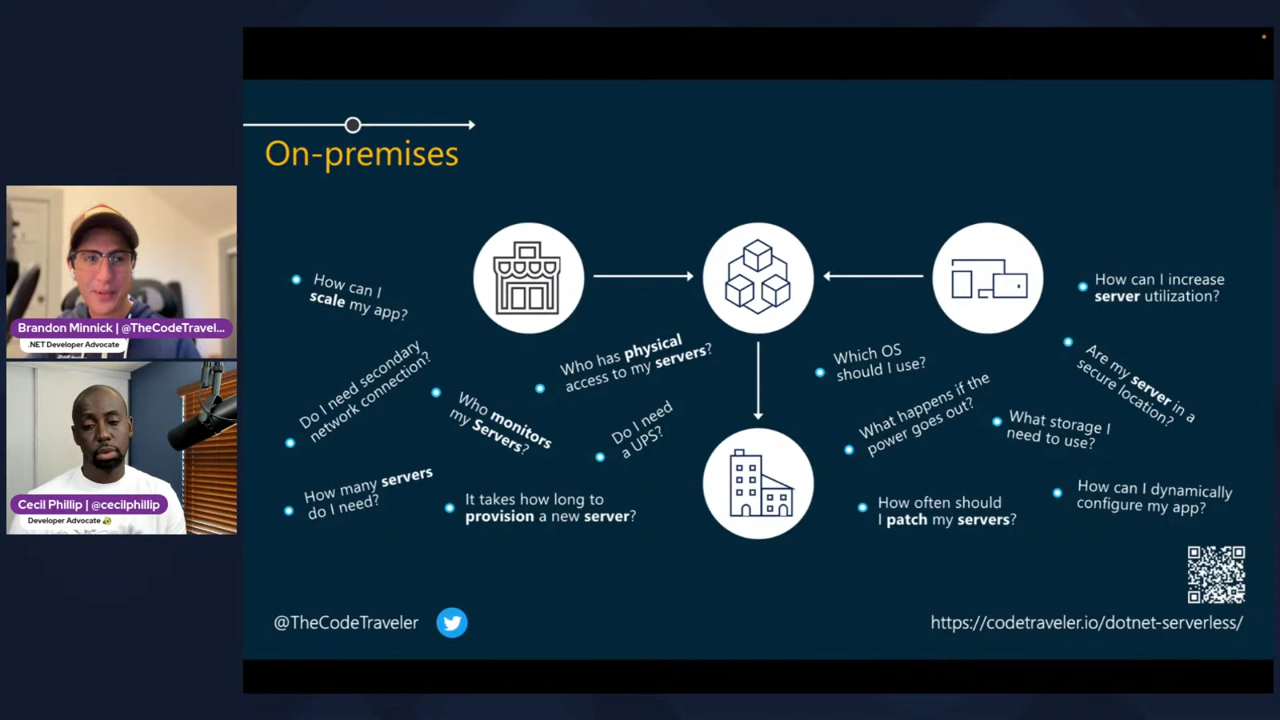 On-premises
How can I
scale my app?
Do I need secondary
network connection?
Who monitors
my Servers?
How many servers
do I need?
It takes how long to
provision a new server?
Who has physical
access to my servers?
Do I need
a UPS?
Which OS
should I use?
What happens if the
power goes out?
How often should
I patch my servers?
How can I increase
server utilization?
Are my server in a
secure location?
What storage I
need to use?
How can I dynamically
configure my app?
@TheCodeTraveler
https://codetraveler.io/dotnet-serverless/
Brandon Minnick | @TheCodeTravel...
.NET Developer Advocate
Cecil Phillip | @cecilphillip
Developer Advocate